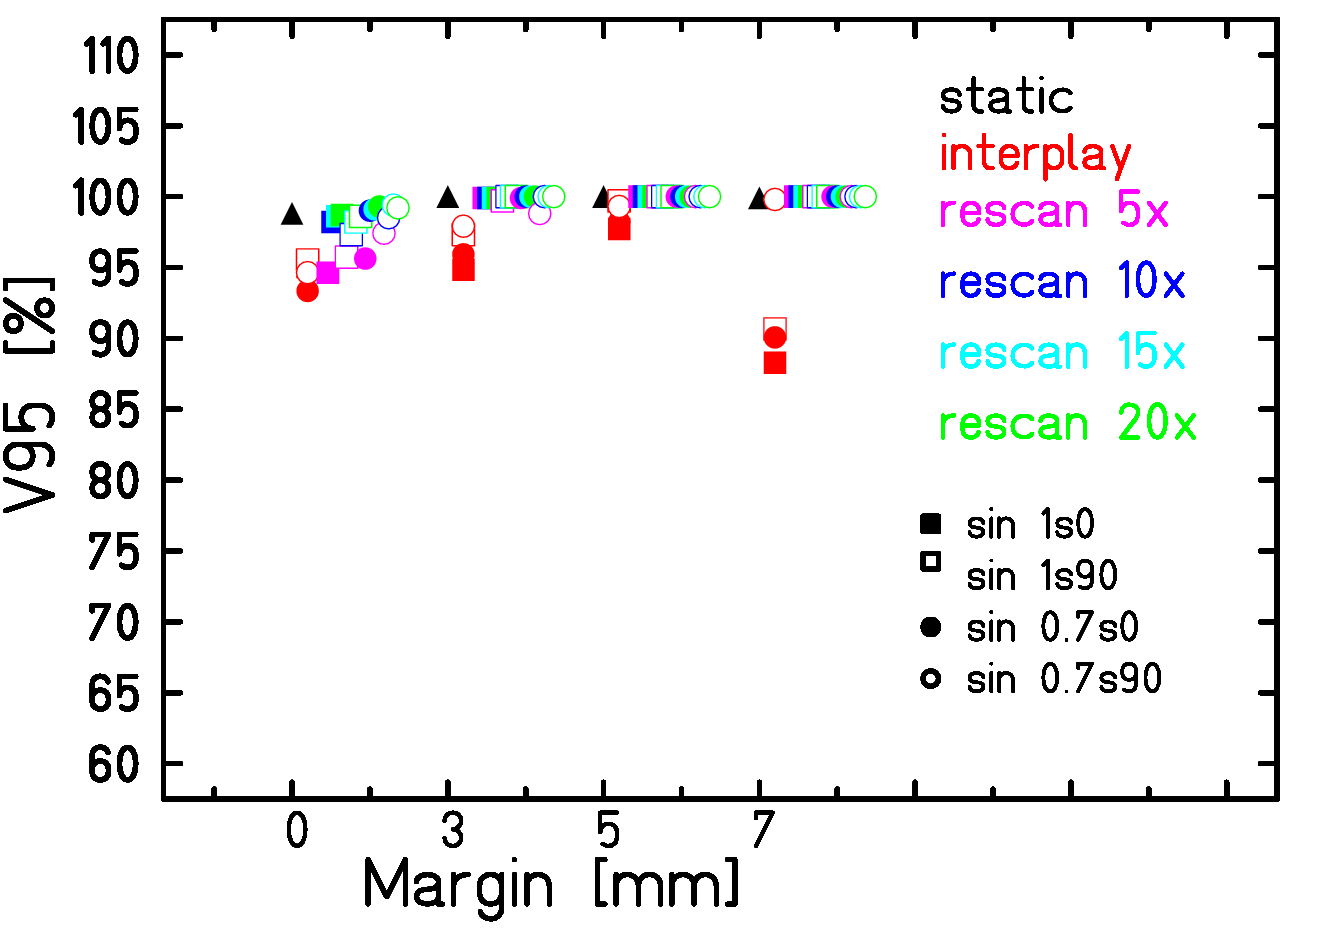 110
105
100
95
90
85
80
75
70
65
60
V95 [%]
0 3 5 7
Margin [mm]
static
interplay
rescan 5x
rescan 10x
rescan 15x
rescan 20x
sin 1s0
sin 1s90
sin 0.7s0
sin 0.7s90